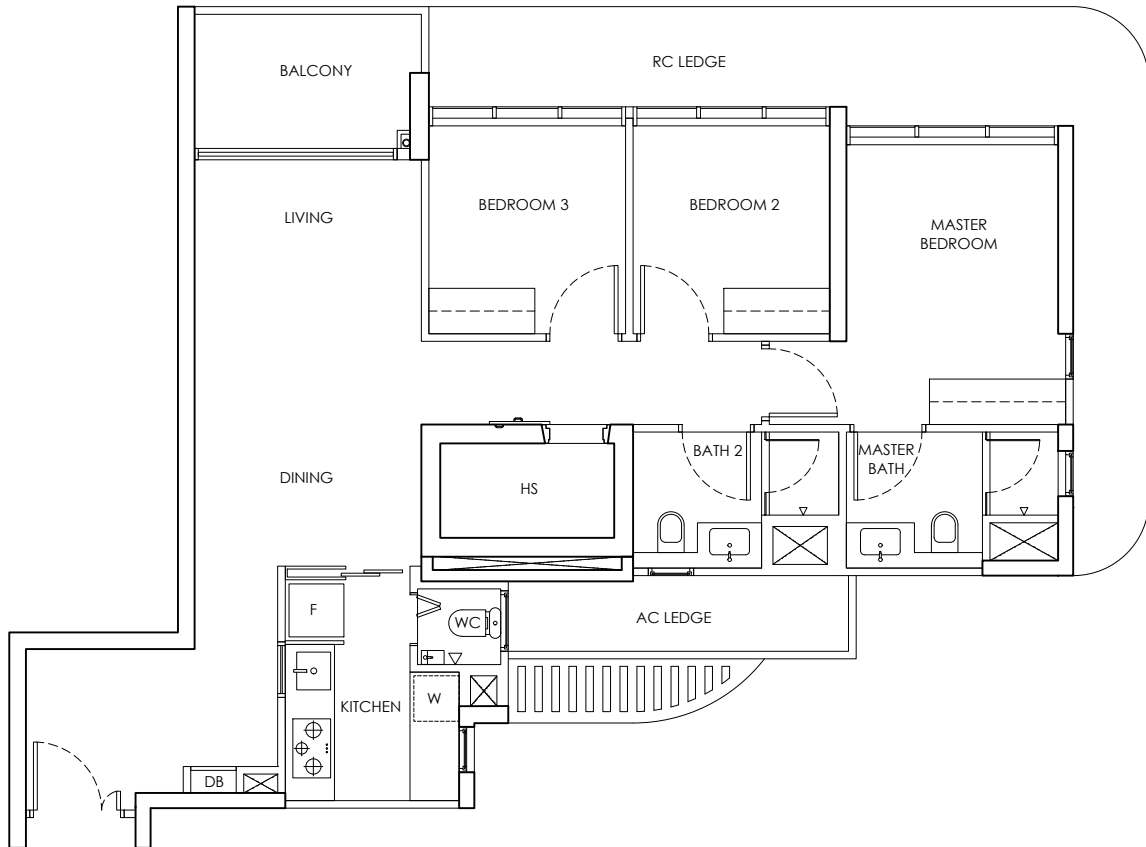 BALCONY
RC LEDGE
LIVING
BEDROOM 3
BEDROOM 2
MASTER
BEDROOM
DINING
HS
BATH 2
MASTER
BATH
F
WC
AC LEDGE
W
KITCHEN
DB